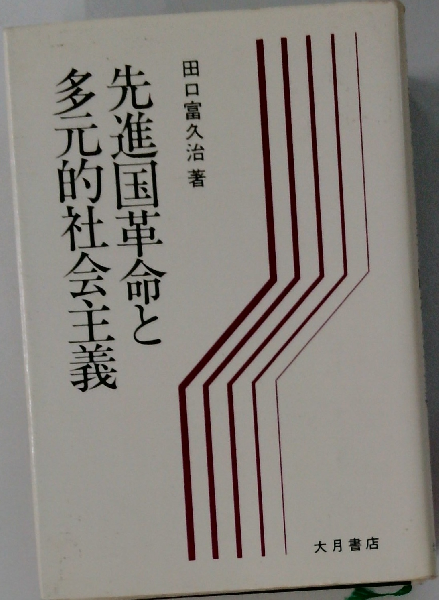 先進国革命と
多元的社会主義
田口富久治 著
大月書店